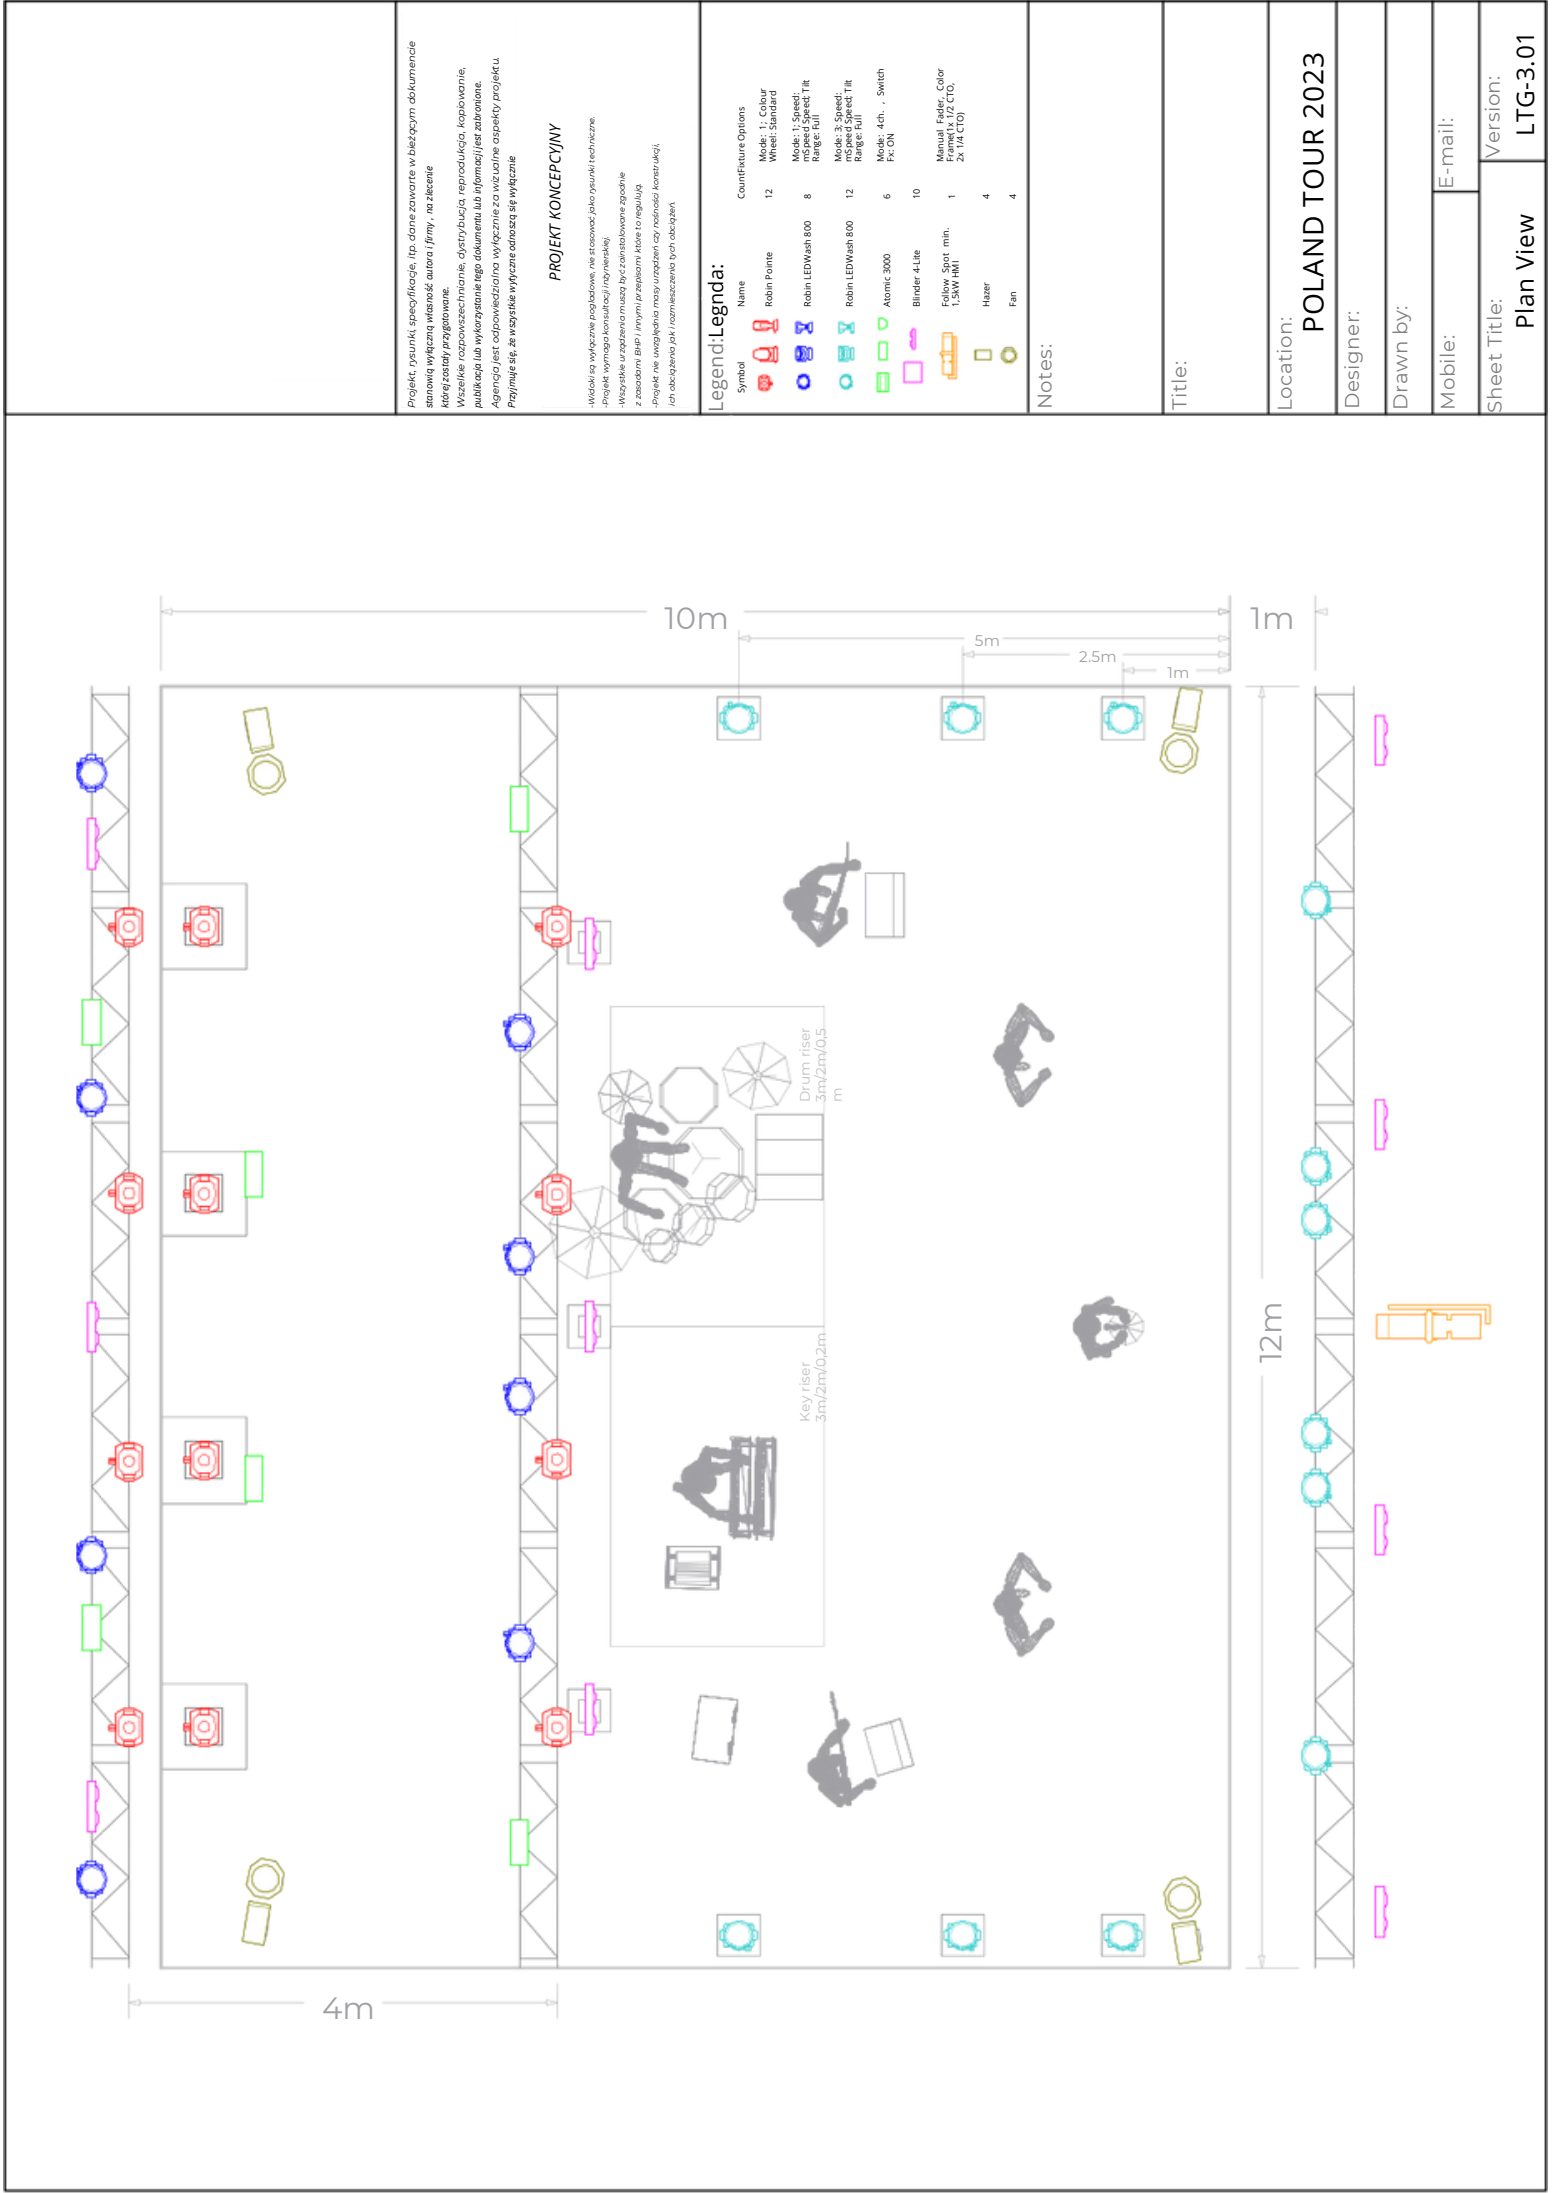 Projekt, rysunki, specyfikacje, itp. dane zawarte w bieżącym dokumencie
stanowią wyłączną własność autora i firmy , na zlecenie
której zostały przygotowane.
Wszelkie rozpowszechnianie, dystrybucja, reprodukcja, kopiowanie,
publikacja lub wykorzystanie tego dokumentu lub informacji jest zabronione.
Agencja jest odpowiedzialna wyłącznie za wizualne aspekty projektu.
Przyjmuje się, że wszystkie wytyczne odnoszą się wyłącznie
PROJEKT KONCEPCYJNY
-Widoki są wyłącznie poglądowe, nie stosować jako rysunki techniczne.
-Projekt wymaga konsultacji inżynierskiej.
-Wszystkie urządzenia muszą być zainstalowane zgodnie
z zasadami BHP i innymi przepisami które to regulują.
-Projekt nie uwzględnia masy urządzeń czy nośności konstrukcji,
ich obciążenia jak i rozmieszczenia tych obciążeń.
Legend:Legnda:
Symbol Name CountFixture Options
Robin Pointe 12 Mode: 1; Colour
Wheel: Standard
Robin LEDWash 800 8 Mode: 1; Speed:
mSpeed Speed; Tilt
Range: Full
Robin LEDWash 800 12 Mode: 3; Speed:
mSpeed Speed; Tilt
Range: Full
Atomic 3000 6 Mode: 4ch. , Switch
Fx: ON
Blinder 4-Lite 10
Follow Spot min. 1 Manual Fader, Color
1,5kW HMI Frame(1x 1/2 CTO,
2x 1/4 CTO)
Hazer 4
Fan 4
Notes:
Title:
Location:
POLAND TOUR 2023
Designer:
Drawn by:
Mobile: E-mail:
Sheet Title: Version:
Plan View LTG-3.01
10m
1m
5m
2.5m
1m
Drum riser
3m/2m/0,5
m
Key riser
3m/2m/0,2m
12m
4m